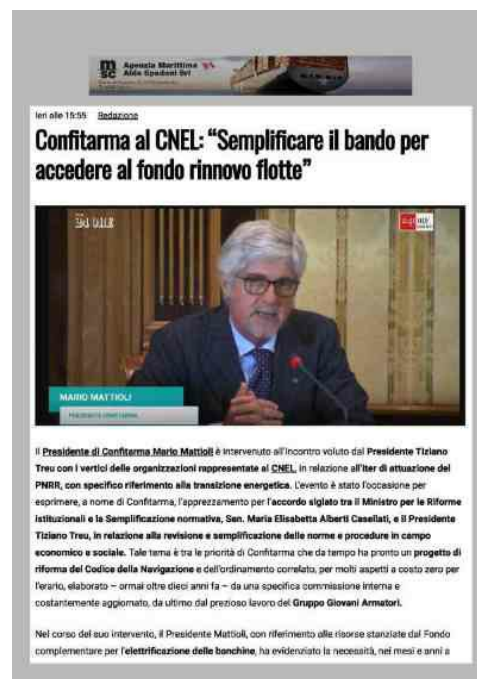 msc Agenzia Marittima
Aldo Spadoni Srl
Ieri alle 15:55 Redazione
Confitarma al CNEL: “Semplificare il bando per
accedere al fondo rinnovo flotte”
24 ORE
24 ORE
MARIO MATTIOLI
PRESIDENTE CONFITARMA
Il Presidente di Confitarma Mario Mattioli è intervenuto all'incontro voluto dal Presidente Tiziano
Treu con i vertici delle organizzazioni rappresentate al CNEL, in relazione all'iter di attuazione del
PNRR, con specifico riferimento alla transizione energetica. L'evento è stato l'occasione per
esprimere, a nome di Confitarma, l'apprezzamento per l'accordo siglato tra il Ministro per le Riforme
istituzionali e la Semplificazione normativa, Sen. Maria Elisabetta Alberti Casellati, e il Presidente
Tiziano Treu, in relazione alla revisione e semplificazione delle norme e procedure in campo
economico e sociale. Tale tema è tra le priorità di Confitarma che da tempo ha pronto un progetto di
riforma del Codice della Navigazione e dell'ordinamento correlato, per molti aspetti a costo zero per
l'erario, elaborato – ormai oltre dieci anni fa – da una specifica commissione interna e
costantemente aggiornato, da ultimo dal prezioso lavoro del Gruppo Giovani Armatori.
Nel corso del suo intervento, il Presidente Mattioli, con riferimento alle risorse stanziate dal Fondo
complementare per l'elettrificazione delle banchine, ha evidenziato la necessità, nei mesi e anni a